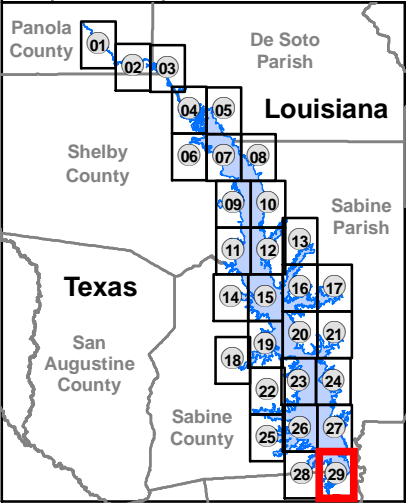 Panola
County
01
02
03
De Soto
Parish
04
05
Louisiana
06
07
08
Shelby
County
09
10
Sabine
Parish
11
12
13
Texas
14
15
16
17
18
19
20
21
San
Augustine
County
22
23
24
Sabine
County
25
26
27
28
29